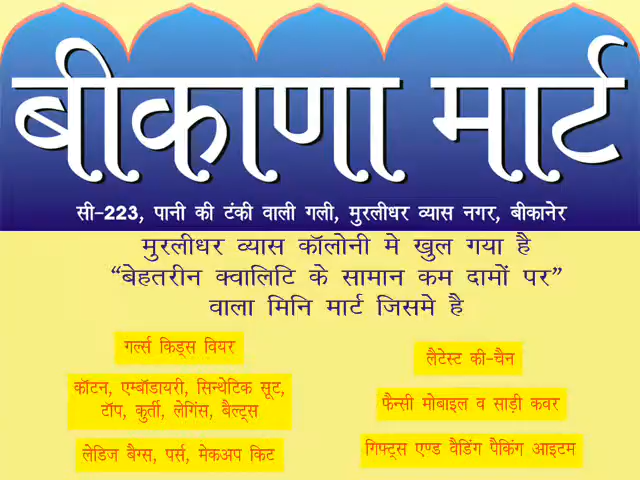 बीकाणा मार्ट
सी-223, पानी की टंकी वाली गली, मुरलीधर व्यास नगर, बीकानेर
मुरलीधर व्यास कॉलोनी मे खुल गया है
“बेहतरीन क्वालिटि के सामान कम दामों पर”
वाला मिनि मार्ट जिसमे है
गर्ल्स किड्स वियर
कॉटन, एम्बॉडायरी, सिन्थेटिक सूट,
टॉप, कुर्ती, लेगिंस, बैल्ट्स
लेडिज बैग्स, पर्स, मेकअप किट
लैटेस्ट की-चैन
फैन्सी मोबाइल व साड़ी कवर
गिफ्ट्स एण्ड वैडिंग पैकिंग आइटम